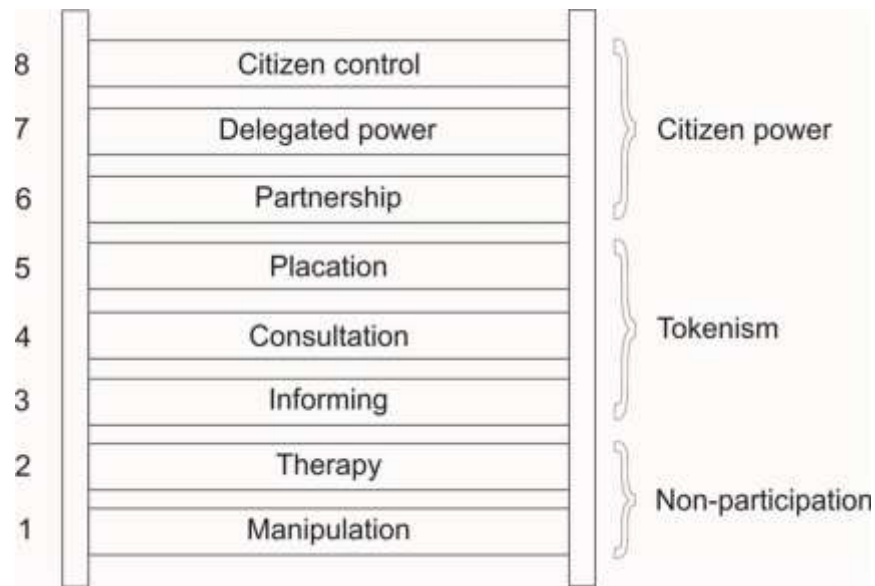 8 Citizen control
7 Delegated power Citizen power
6 Partnership
5 Placation
4 Consultation Tokenism
3 Informing
2 Therapy
Non-participation
1 Manipulation